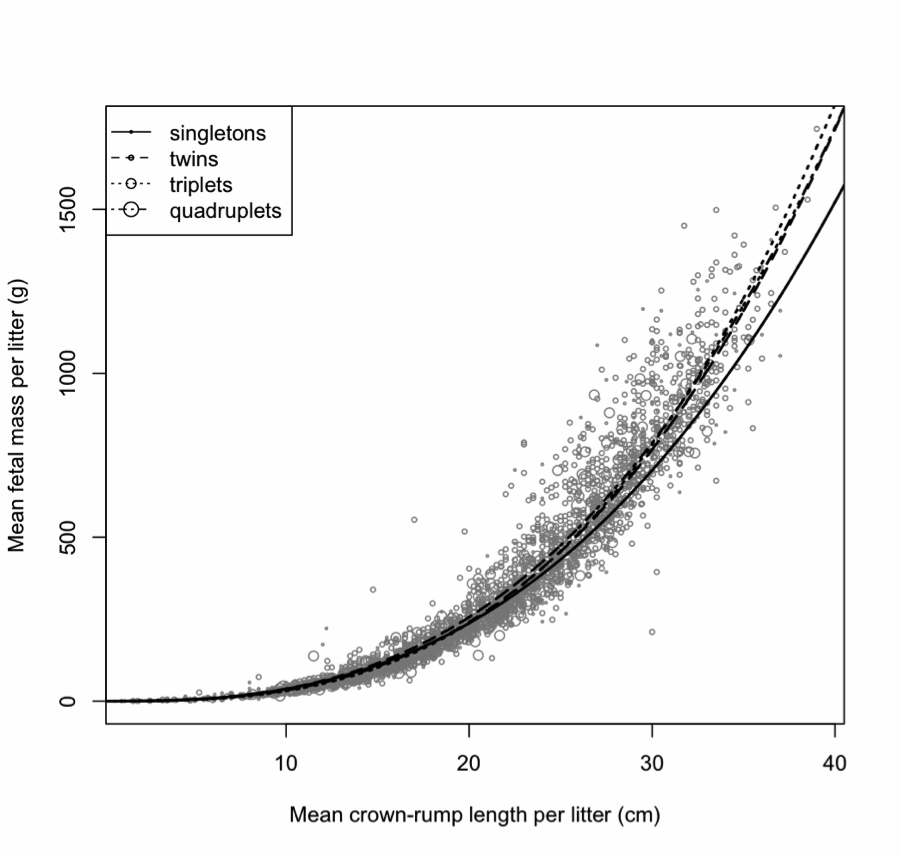 singletons
twins
triplets
quadruplets
Mean fetal mass per litter (g)
1500
1000
500
0
10 20 30 40
Mean crown-rump length per litter (cm)